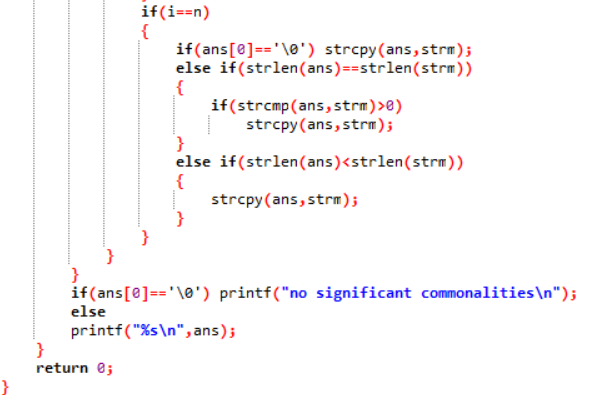 if(i==n)
{
if(ans[0]=='\0') strcpy(ans,strm);
else if(strlen(ans)==strlen(strm))
{
if(strcmp(ans,strm)>0)
strcpy(ans,strm);
}
else if(strlen(ans)<strlen(strm))
{
strcpy(ans,strm);
}
}
}
}
if(ans[0]=='\0') printf("no significant commonalities\n");
else
printf("%s\n",ans);
}
return 0;
}